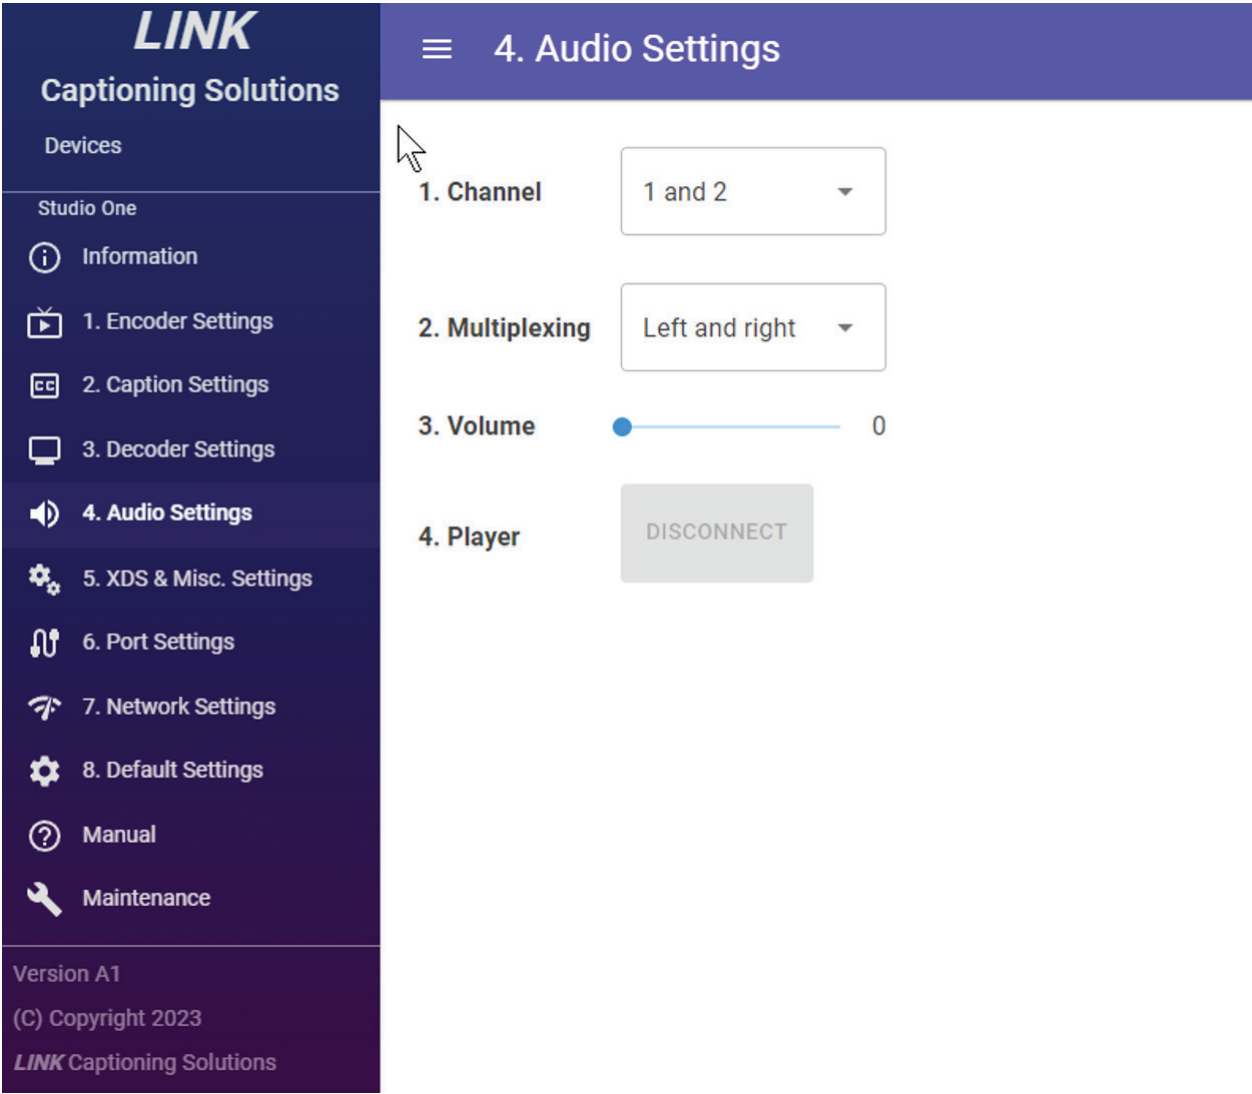 LINK
Captioning Solutions
Devices
Studio One
Information
1. Encoder Settings
CC 2. Caption Settings
3. Decoder Settings
4. Audio Settings
5. XDS & Misc. Settings
6. Port Settings
7. Network Settings
8. Default Settings
Manual
Maintenance
Version A1
(C) Copyright 2023
LINK Captioning Solutions
4. Audio Settings
1. Channel 1 and 2
2. Multiplexing Left and right
3. Volume 0
4. Player DISCONNECT